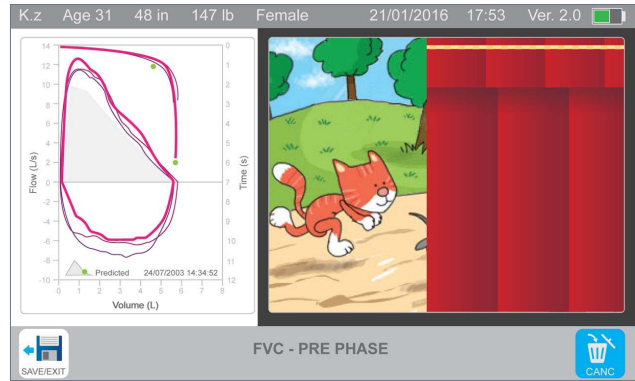 K.z Age 31 48 in 147 lb Female 21/01/2016 17:53 Ver. 2.0
14 0
12 1
10 2
8 3
6 4
4 5
2 6
0 7
-2 8
-4 9
-6 10
-8 11
-10 12
Flow (L/s)
Time (s)
Predicted 24/07/2003 14:34:52
0 1 2 3 4 5 6 7 8
Volume (L)
SAVE/EXIT
FVC - PRE PHASE
CANC